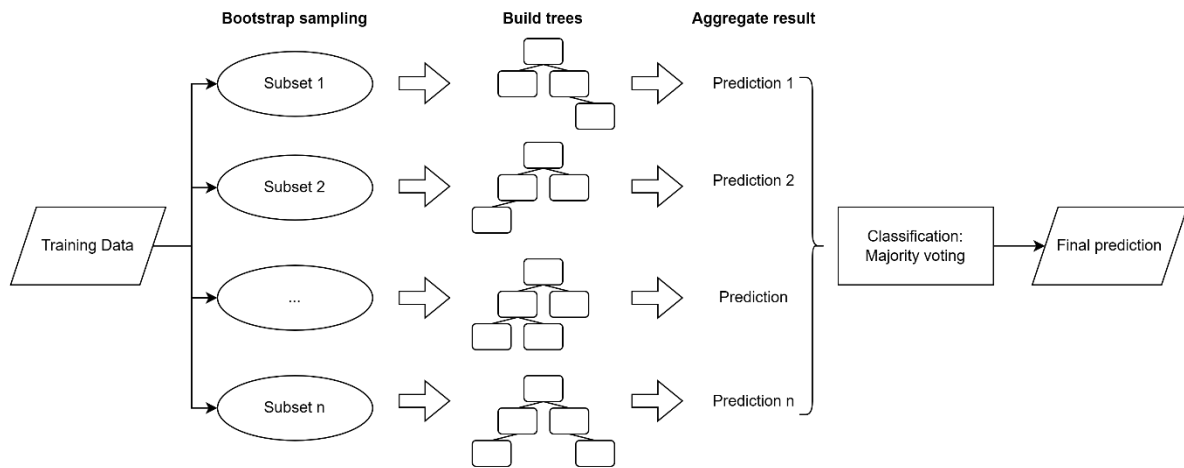 Bootstrap sampling
Build trees
Aggregate result
Subset 1
Prediction 1
Subset 2
Prediction 2
Training Data
Classification:
Majority voting
Final prediction
...
Prediction
Subset n
Prediction n